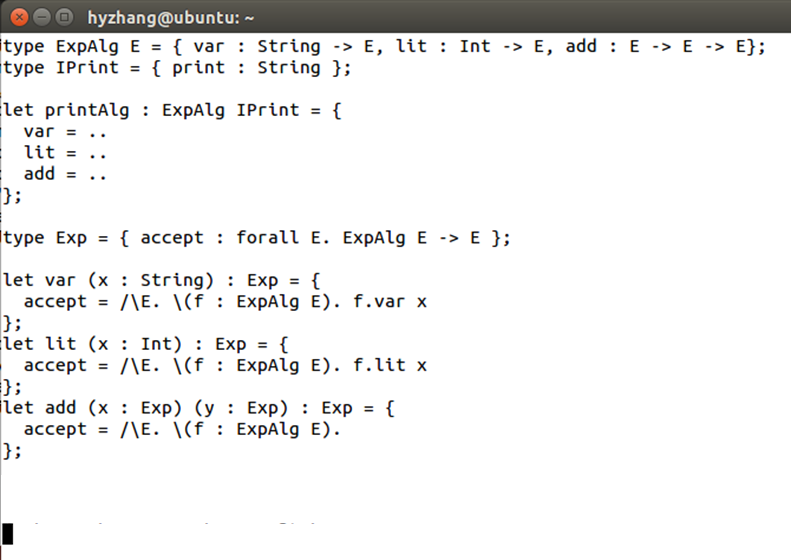 hyzhang@ubuntu: ~
type ExpAlg E = { var : String -> E, lit : Int -> E, add : E -> E -> E};
type IPrint = { print : String };
let printAlg : ExpAlg IPrint = {
  var = ..
  lit = ..
  add = ..
};
type Exp = { accept : forall E. ExpAlg E -> E };
let var (x : String) : Exp = {
  accept = /\E. \(f : ExpAlg E). f.var x
};
let lit (x : Int) : Exp = {
  accept = /\E. \(f : ExpAlg E). f.lit x
};
let add (x : Exp) (y : Exp) : Exp = {
  accept = /\E. \(f : ExpAlg E).
};